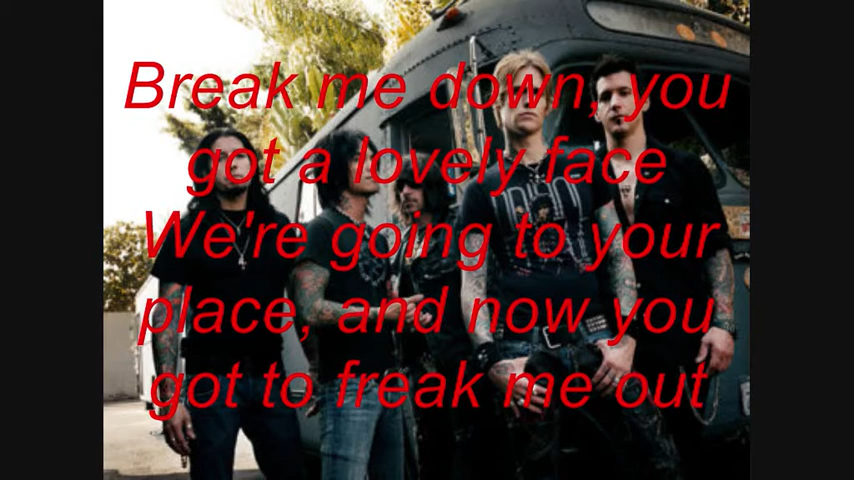 Break me down, you
got a lovely face
We're going to your
place, and now you
got to freak me out